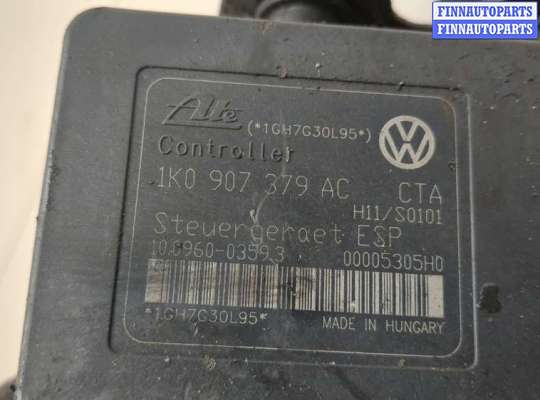 FINNAUTOPARTS
FINNAUTOPARTS
Ate (*1GH7G30L95*)
Controller
1K0 907 379 AC CTA
H11/S0101
Steuergeraet ESP
10.0960-0359.3 00005305H0
*1GH7G30L95* MADE IN HUNGARY